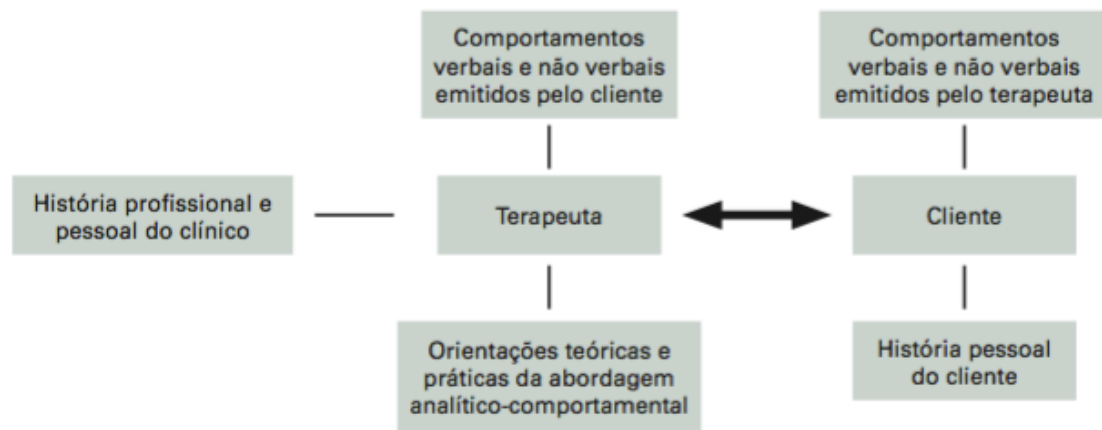 Comportamentos
verbais e não verbais
emitidos pelo cliente
Comportamentos
verbais e não verbais
emitidos pelo terapeuta
História profissional e
pessoal do clínico
Terapeuta
Cliente
Orientações teóricas e
práticas da abordagem
analítico-comportamental
História pessoal
do cliente